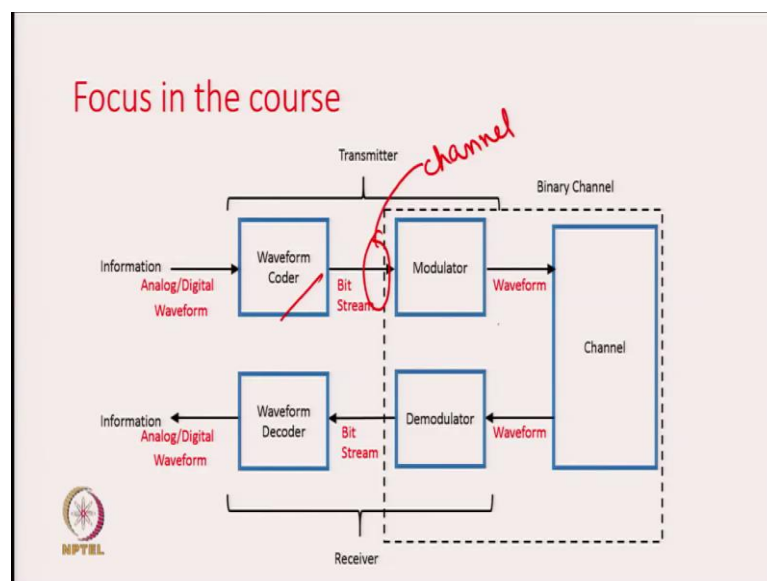 Focus in the course
channel
Transmitter
Binary Channel
Information
Analog/Digital
Waveform
Waveform
Coder
Bit
Stream
Modulator
Waveform
Channel
Information
Analog/Digital
Waveform
Waveform
Decoder
Bit
Stream
Demodulator
Waveform
Receiver
NPTEL